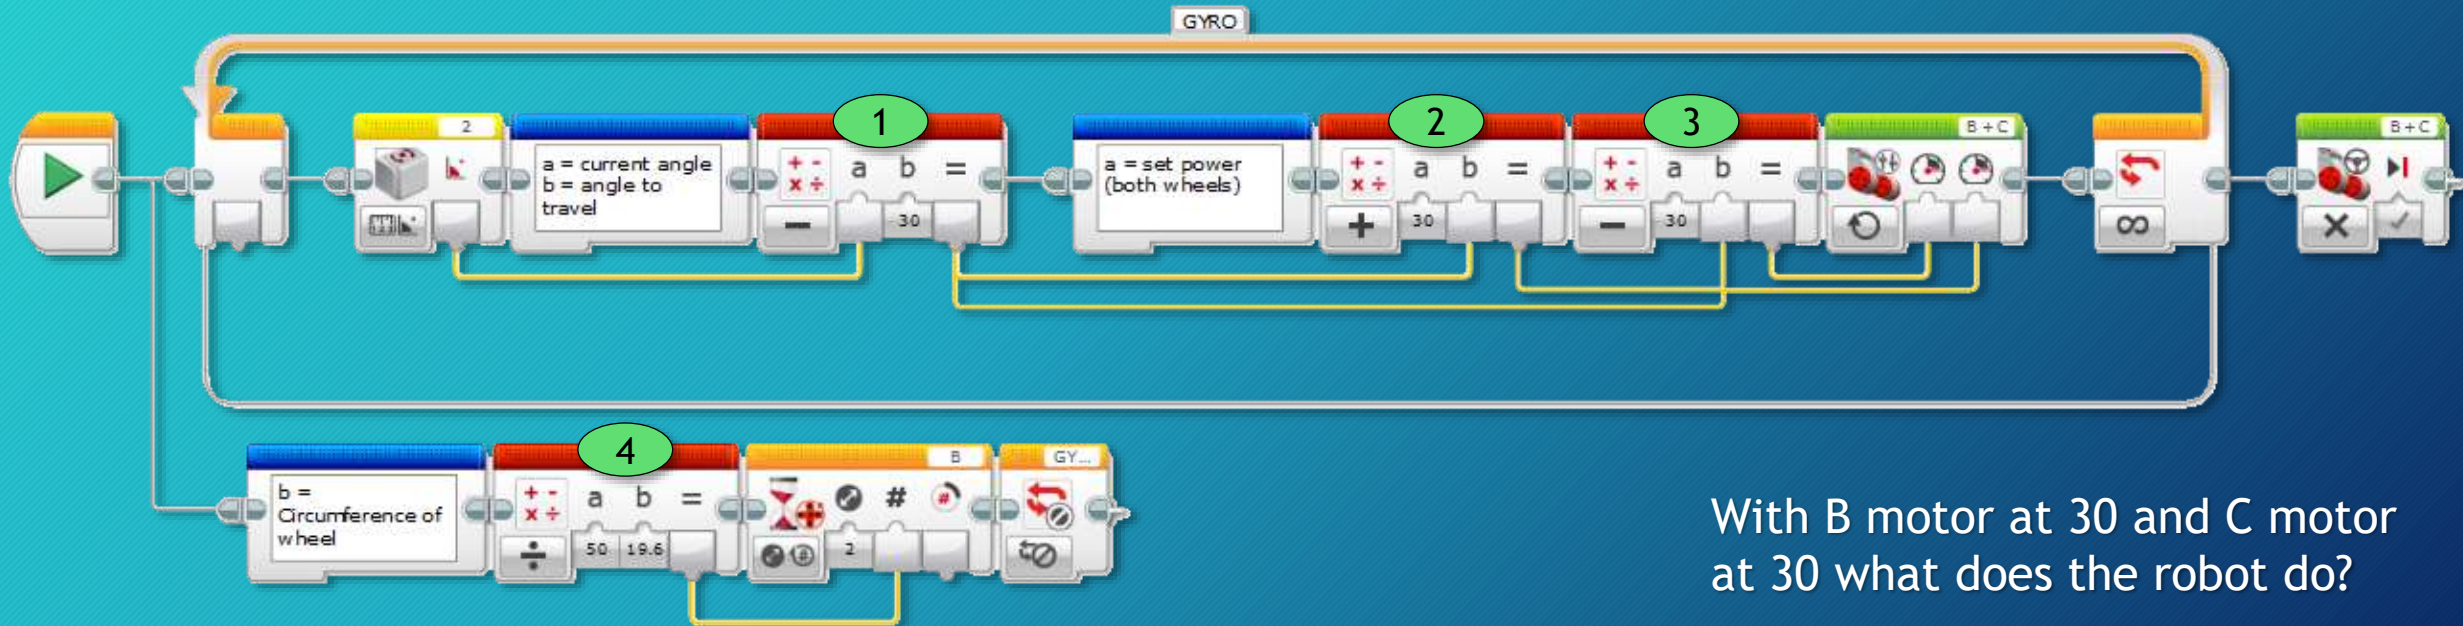 GYRO
1
2
3
2
B + C
B + C
a = current angle
b = angle to
travel
a b =
30
a = set power
(both wheels)
a b =
30
a b =
30
4
B
GY...
b =
Circumference of
wheel
a b =
50 19.6
#
2
With B motor at 30 and C motor
at 30 what does the robot do?